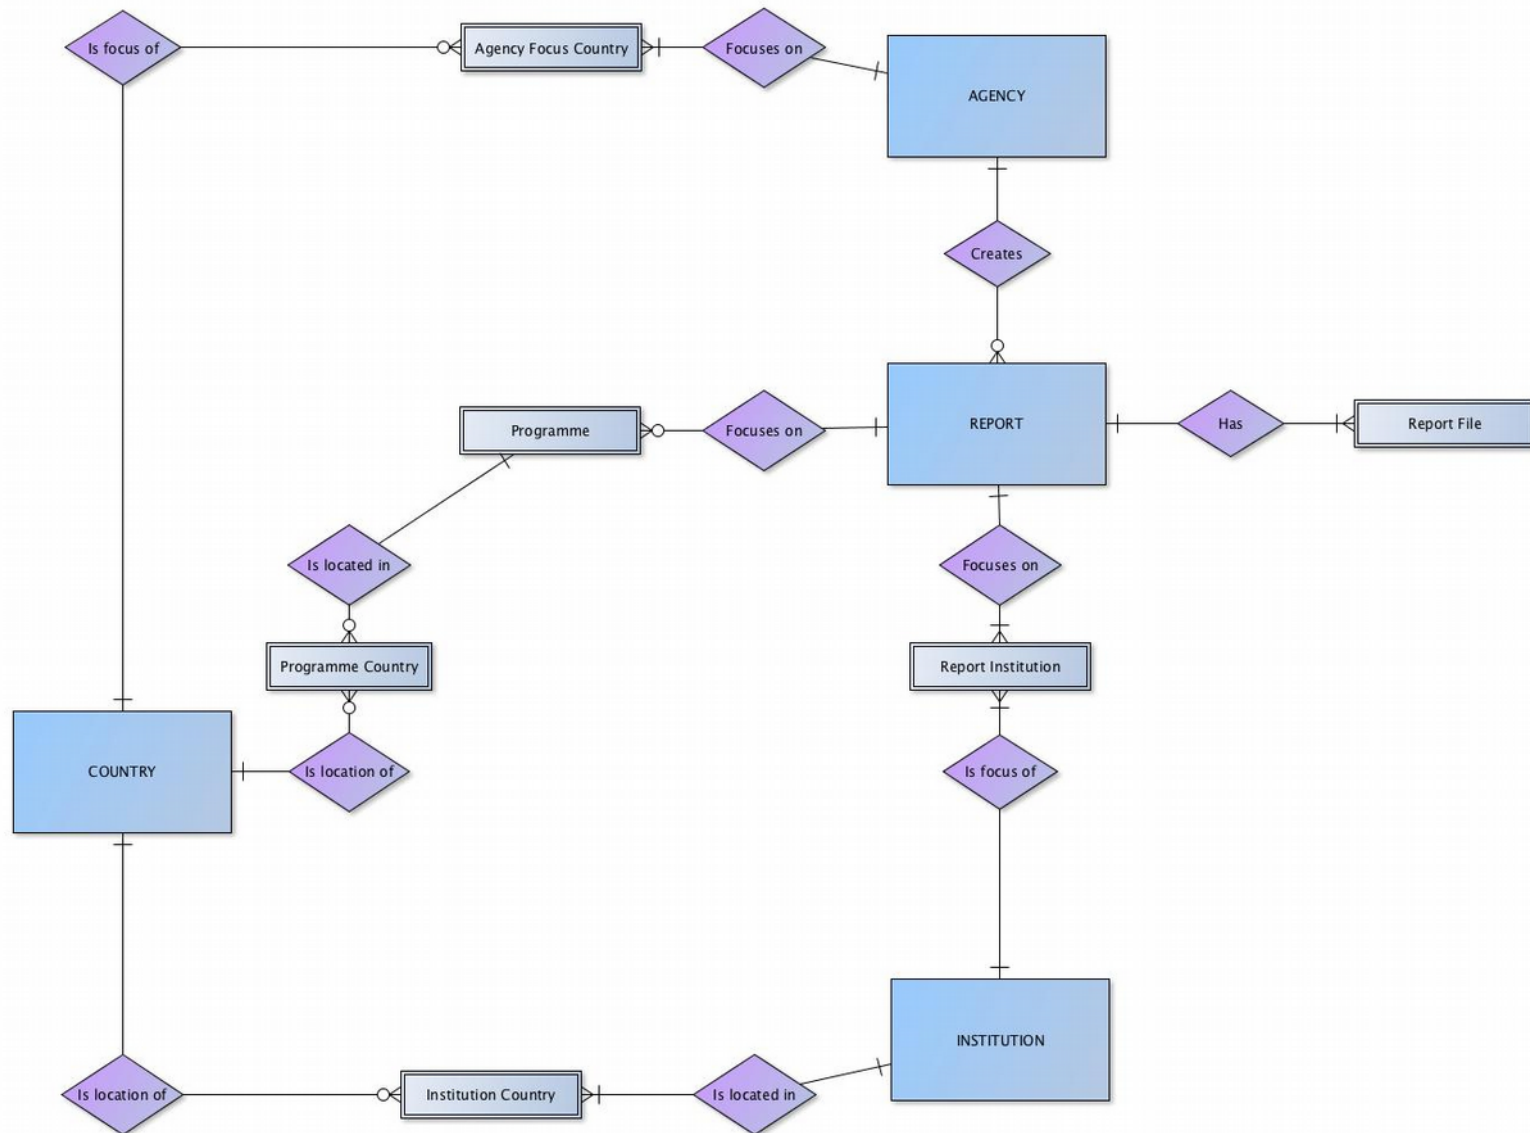 Is focus of
Agency Focus Country
Focuses on
AGENCY
Creates
Programme
Focuses on
REPORT
Has
Report File
Is located in
Focuses on
Programme Country
Report Institution
COUNTRY
Is location of
Is focus of
INSTITUTION
Is location of
Institution Country
Is located in